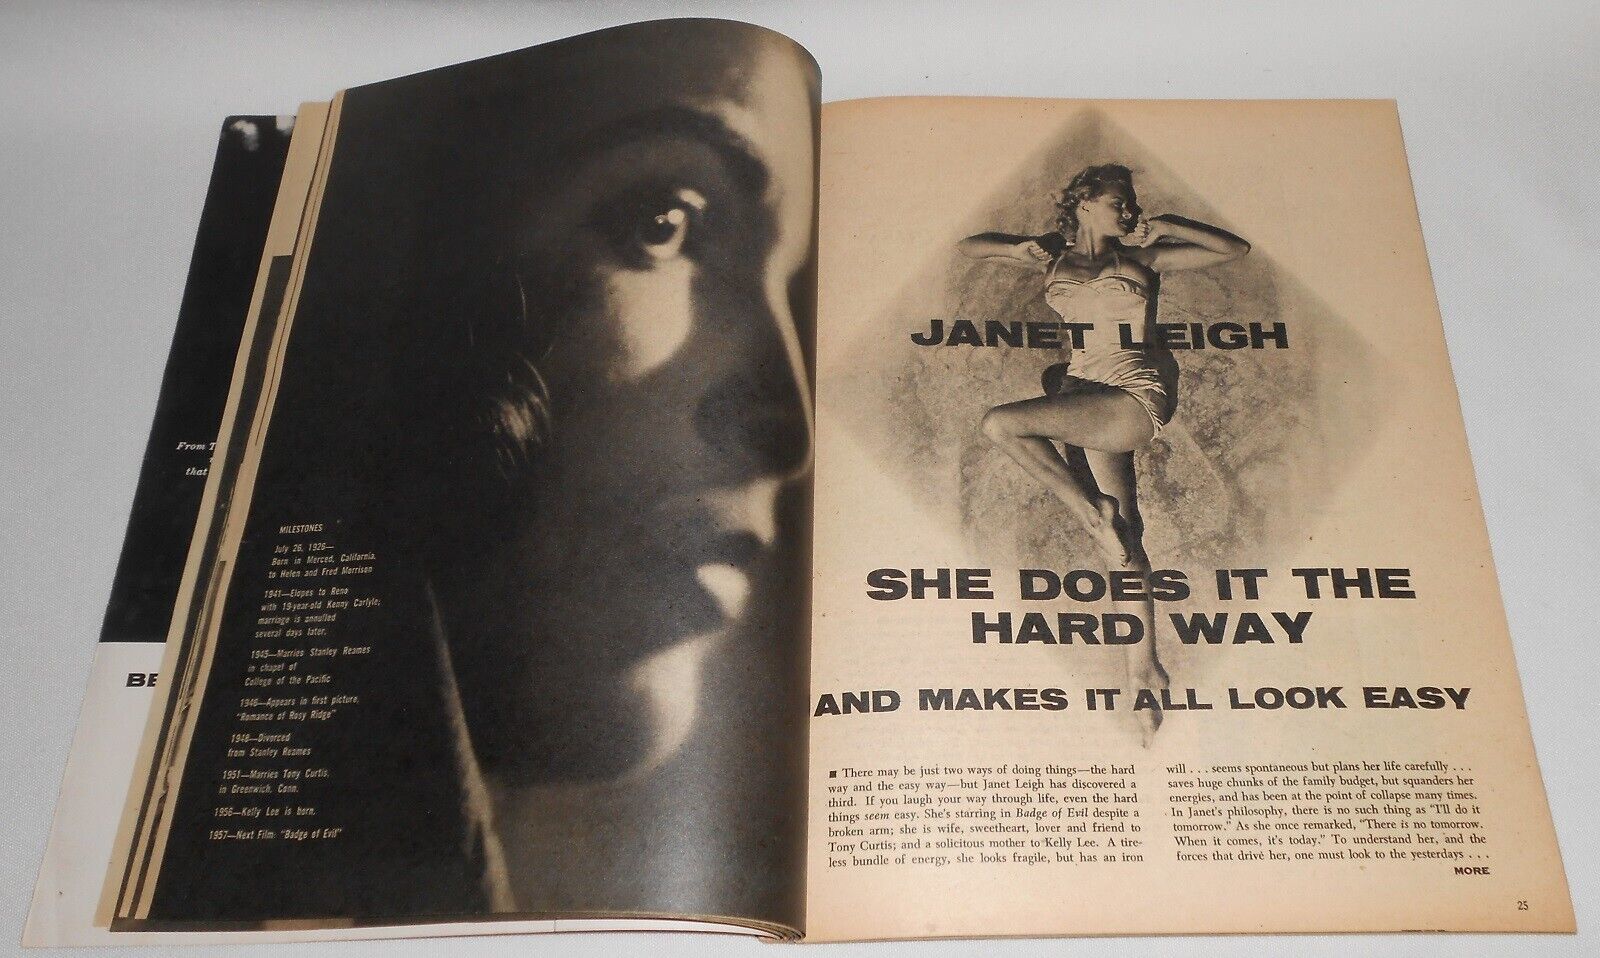 From T
that
BE
MILESTONES
July 26, 1926—
Born in Merced, California,
to Helen and Fred Morrison
1941—Elopes to Reno
with 19-year-old Kenny Carlyle;
marriage is annulled
several days later.
1945—Marries Stanley Reames
in chapel of
College of the Pacific
1946—Appears in first picture,
"Romance of Rosy Ridge"
1948—Divorced
from Stanley Reames
1951—Marries Tony Curtis,
in Greenwich, Conn.
1956—Kelly Lee is born.
1957—Next Film: "Badge of Evil"
JANET LEIGH
SHE DOES IT THE
HARD WAY
AND MAKES IT ALL LOOK EASY
■ There may be just two ways of doing things—the hard
way and the easy way—but Janet Leigh has discovered a
third. If you laugh your way through life, even the hard
things seem easy. She's starring in Badge of Evil despite a
broken arm; she is wife, sweetheart, lover and friend to
Tony Curtis; and a solicitous mother to Kelly Lee. A tire-
less bundle of energy, she looks fragile, but has an iron
will . . . seems spontaneous but plans her life carefully . . .
saves huge chunks of the family budget, but squanders her
energies, and has been at the point of collapse many times.
In Janet's philosophy, there is no such thing as "I'll do it
tomorrow." As she once remarked, "There is no tomorrow.
When it comes, it's today." To understand her, and the
forces that drive her, one must look to the yesterdays . . .
MORE
25